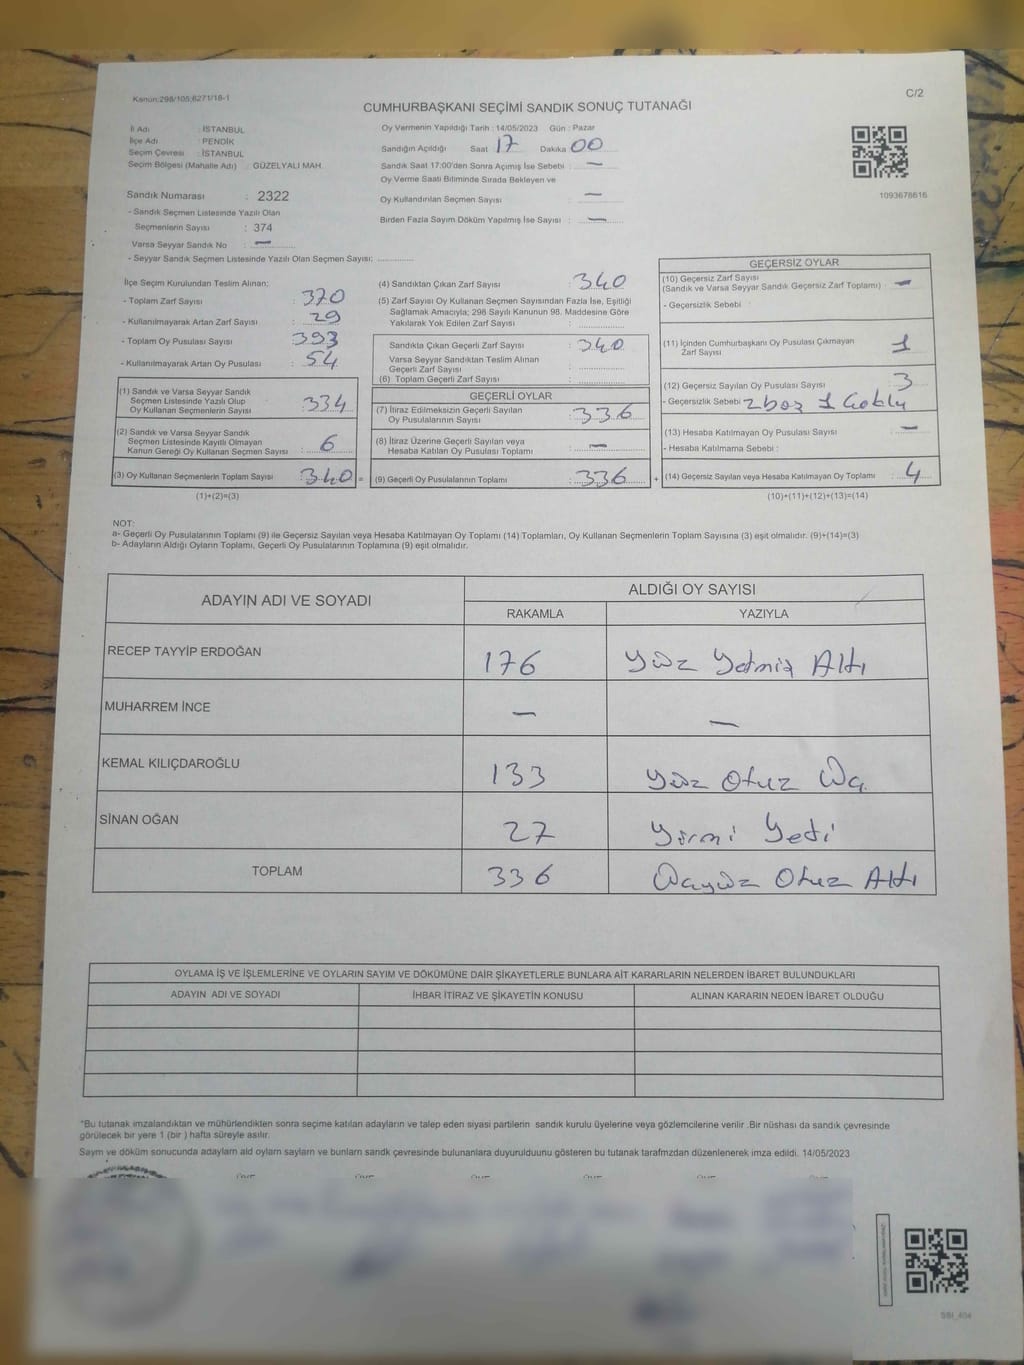 Kanun:298/105,6271/18-1
C/2
CUMHURBAŞKANI SEÇİMİ SANDIK SONUÇ TUTANAĞI
İl Adı : İSTANBUL
İlçe Adı : PENDİK
Seçim Çevresi : İSTANBUL
Seçim Bölgesi (Mahalle Adı) : GÜZELYALI MAH.
Sandık Numarası : 2322
- Sandık Seçmen Listesinde Yazılı Olan
Seçmenlerin Sayısı : 374
Varsa Seyyar Sandık No : —
- Seyyar Sandık Seçmen Listesinde Yazılı Olan Seçmen Sayısı:
Oy Vermenin Yapıldığı Tarih : 14/05/2023 Gün : Pazar
Sandığın Açıldığı Saat 17 Dakika 00
Sandık Saat 17:00'den Sonra Açımış İse Sebebi : —
Oy Verme Saati Bitiminde Sırada Bekleyen ve
Oy Kullandırılan Seçmen Sayısı : —
Birden Fazla Sayım Döküm Yapılmış İse Sayısı : —
1093678616
İlçe Seçim Kurulundan Teslim Alınan;
- Toplam Zarf Sayısı : 370
- Kullanılmayarak Artan Zarf Sayısı : 29
- Toplam Oy Pusulası Sayısı : 393
- Kullanılmayarak Artan Oy Pusulası : 54
(1) Sandık ve Varsa Seyyar Sandık
Seçmen Listesinde Yazılı Olup
Oy Kullanan Seçmenlerin Sayısı : 334
(2) Sandık ve Varsa Seyyar Sandık
Seçmen Listesinde Kayıtlı Olmayan
Kanun Gereği Oy Kullanan Seçmen Sayısı : 6
(3) Oy Kullanan Seçmenlerin Toplam Sayısı : 340 =
(1)+(2)=(3)
(4) Sandıktan Çıkan Zarf Sayısı : 340
(5) Zarf Sayısı Oy Kullanan Seçmen Sayısından Fazla İse, Eşitliği
Sağlamak Amacıyla; 298 Sayılı Kanunun 98. Maddesine Göre
Yakılarak Yok Edilen Zarf Sayısı :
Sandıkta Çıkan Geçerli Zarf Sayısı : 340
Varsa Seyyar Sandıktan Teslim Alınan
Geçerli Zarf Sayısı :
(6) Toplam Geçerli Zarf Sayısı :
GEÇERLİ OYLAR
(7) İtiraz Edilmeksizin Geçerli Sayılan
Oy Pusulalarının Sayısı : 336
(8) İtiraz Üzerine Geçerli Sayılan veya
Hesaba Katılan Oy Pusulası Toplamı : —
(9) Geçerli Oy Pusulalarının Toplamı : 336 +
GEÇERSİZ OYLAR
(10) Geçersiz Zarf Sayısı
(Sandık ve Varsa Seyyar Sandık Geçersiz Zarf Toplamı) : —
- Geçersizlik Sebebi :
(11) İçinden Cumhurbaşkanı Oy Pusulası Çıkmayan
Zarf Sayısı : 1
(12) Geçersiz Sayılan Oy Pusulası Sayısı : 3
- Geçersizlik Sebebi 2 boş 1
(13) Hesaba Katılmayan Oy Pusulası Sayısı : —
- Hesaba Katılmama Sebebi :
(14) Geçersiz Sayılan veya Hesaba Katılmayan Oy Toplamı : 4
(10)+(11)+(12)+(13)=(14)
NOT:
a- Geçerli Oy Pusulalarının Toplamı (9) ile Geçersiz Sayılan veya Hesaba Katılmayan Oy Toplamı (14) Toplamları, Oy Kullanan Seçmenlerin Toplam Sayısına (3) eşit olmalıdır. (9)+(14)=(3)
b- Adayların Aldığı Oyların Toplamı, Geçerli Oy Pusulalarının Toplamına (9) eşit olmalıdır.
ADAYIN ADI VE SOYADI
ALDIĞI OY SAYISI
RAKAMLA YAZIYLA
RECEP TAYYİP ERDOĞAN 176 Yüz Yetmiş Altı
MUHARREM İNCE — —
KEMAL KILIÇDAROĞLU 133 Yüz Otuz Üç
SİNAN OĞAN 27 Yirmi Yedi
TOPLAM 336 Üçyüz Otuz Altı
OYLAMA İŞ VE İŞLEMLERİNE VE OYLARIN SAYIM VE DÖKÜMÜNE DAİR ŞİKAYETLERLE BUNLARA AİT KARARLARIN NELERDEN İBARET BULUNDUKLARI
ADAYIN ADI VE SOYADI İHBAR İTİRAZ VE ŞİKAYETİN KONUSU ALINAN KARARIN NEDEN İBARET OLDUĞU
*Bu tutanak imzalandıktan ve mühürlendikten sonra seçime katılan adayların ve talep eden siyasi partilerin sandık kurulu üyelerine veya gözlemcilerine verilir .Bir nüshası da sandık çevresinde
görülecek bir yere 1 (bir ) hafta süreyle asılır.
Sayım ve döküm sonucunda adaylarn ald oylarn saylarn ve bunlarn sandk çevresinde bulunanlara duyurulduunu gösteren bu tutanak tarafmzdan düzenlenerek imza edildi. 14/05/2023